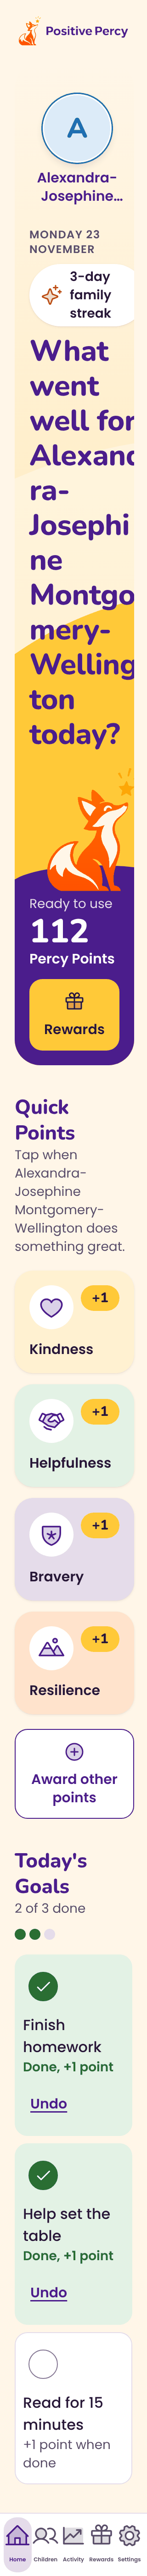 Positive Percy
A
Alexandra-
Josephine...
MONDAY 23
NOVEMBER
3-day
family
streak
What
went
well for
Alexand
ra-
Josephi
ne
Montgo
mery-
Welling
ton
today?
Ready to use
112
Percy Points
Rewards
Quick
Points
Tap when
Alexandra-
Josephine
Montgomery-
Wellington does
something great.
+1
Kindness
+1
Helpfulness
+1
Bravery
+1
Resilience
Award other
points
Today's
Goals
2 of 3 done
Finish
homework
Done, +1 point
Undo
Help set the
table
Done, +1 point
Undo
Read for 15
minutes
+1 point when
done
Home Children Activity Rewards Settings